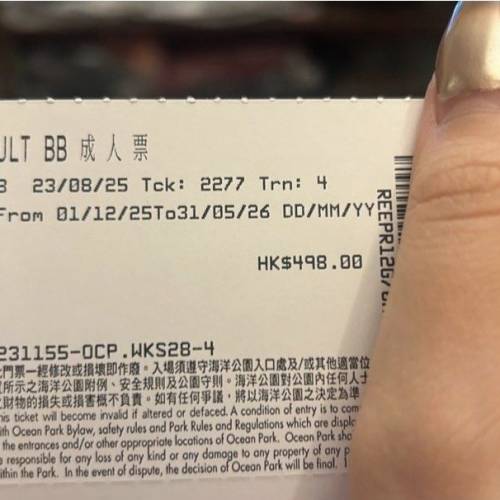 ULT BB 成人票
23/08/25 Tck: 2277 Trn: 4
From 01/12/25To31/05/26 DD/MM/YY
HK$498.00
REEPR12G/
231155-OCP.WKS28-4
門票一經修改或損壞即作廢。入場須遵守海洋公園入口處及/或其他適當位
所示之海洋公園附例、安全規則及公園守則。海洋公園對公園內任何人士
財物的損失或損害概不負責。如有任何爭議,將以海洋公園之決定為準
his ticket will become invalid if altered or defaced. A condition of entry is to com
ith Ocean Park Bylaw, safety rules and Park Rules and Regulations which are displa
the entrances and/or other appropriate locations of Ocean Park. Ocean Park sha
e responsible for any loss of any kind or any damage to any property of any p
ithin the Park. In the event of dispute, the decision of Ocean Park will be final.